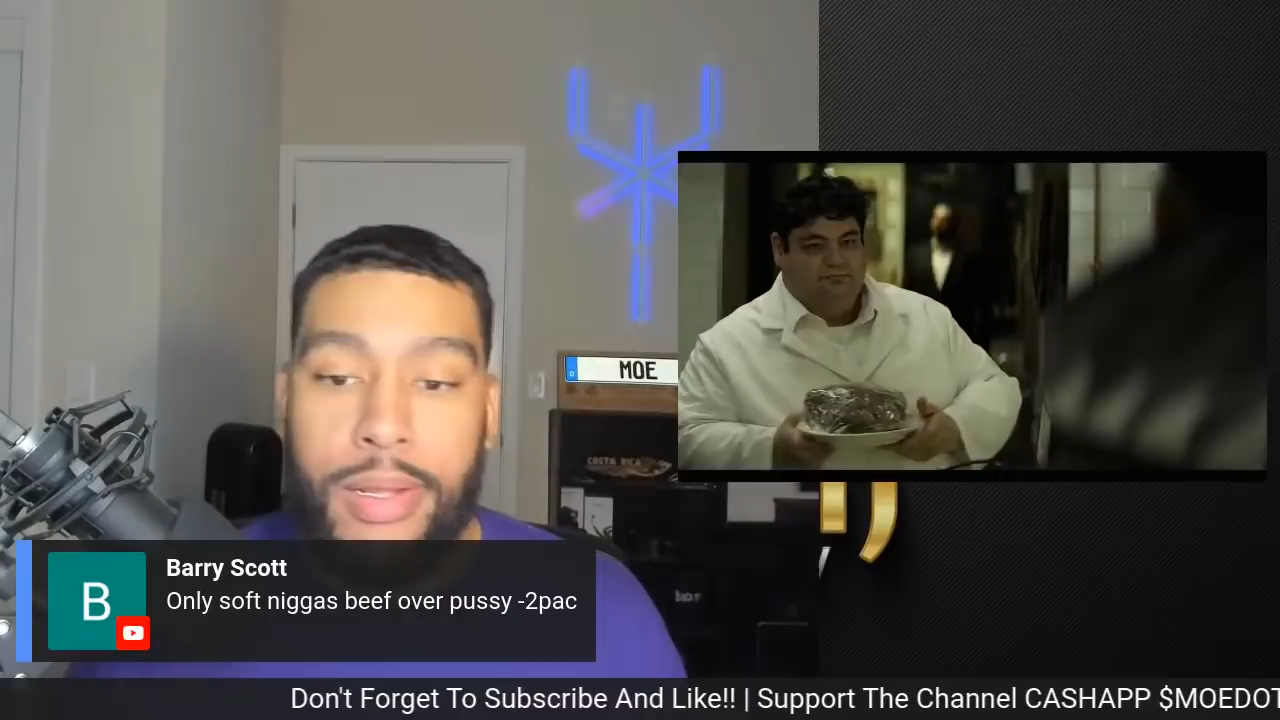 MOE
COSTA RICA
B
Barry Scott
Only soft niggas beef over pussy -2pac
Don't Forget To Subscribe And Like!! | Support The Channel CASHAPP $MOEDOT